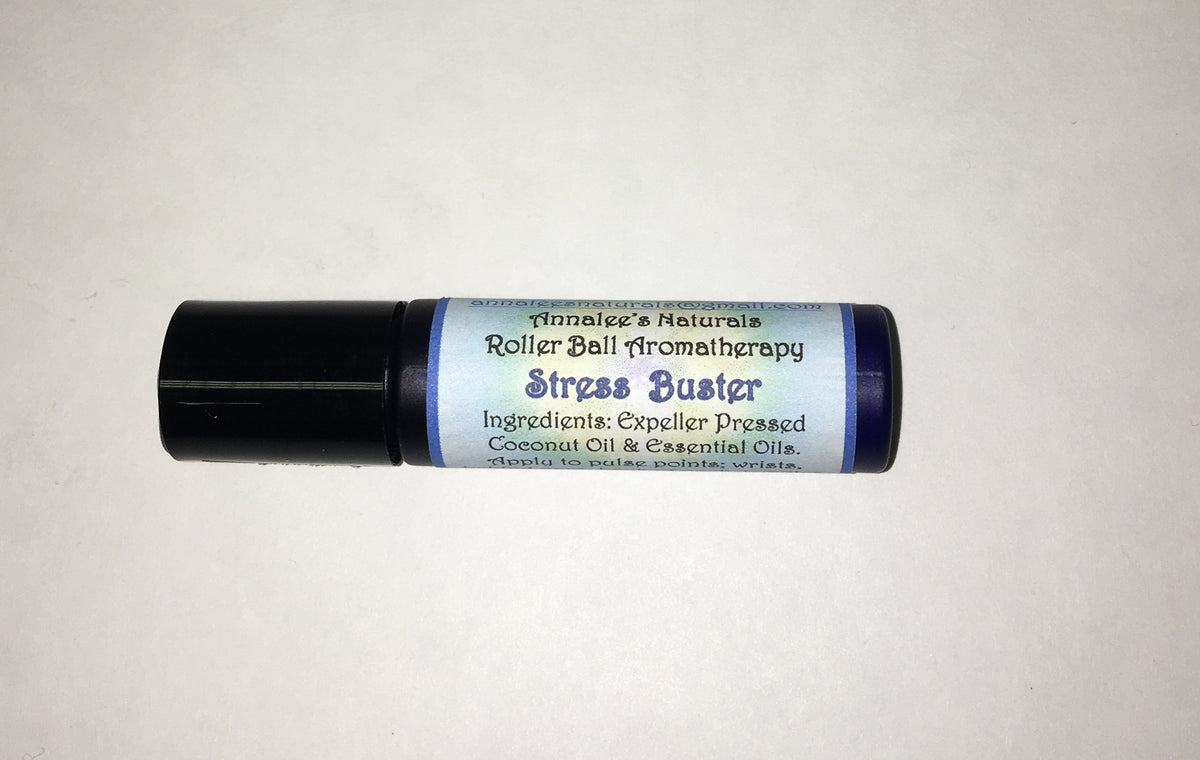 annaleesnaturals@gmail.com
Annalee's Naturals
Roller Ball Aromatherapy
Stress Buster
Ingredients: Expeller Pressed
Coconut Oil & Essential Oils.
Apply to pulse points: wrists,